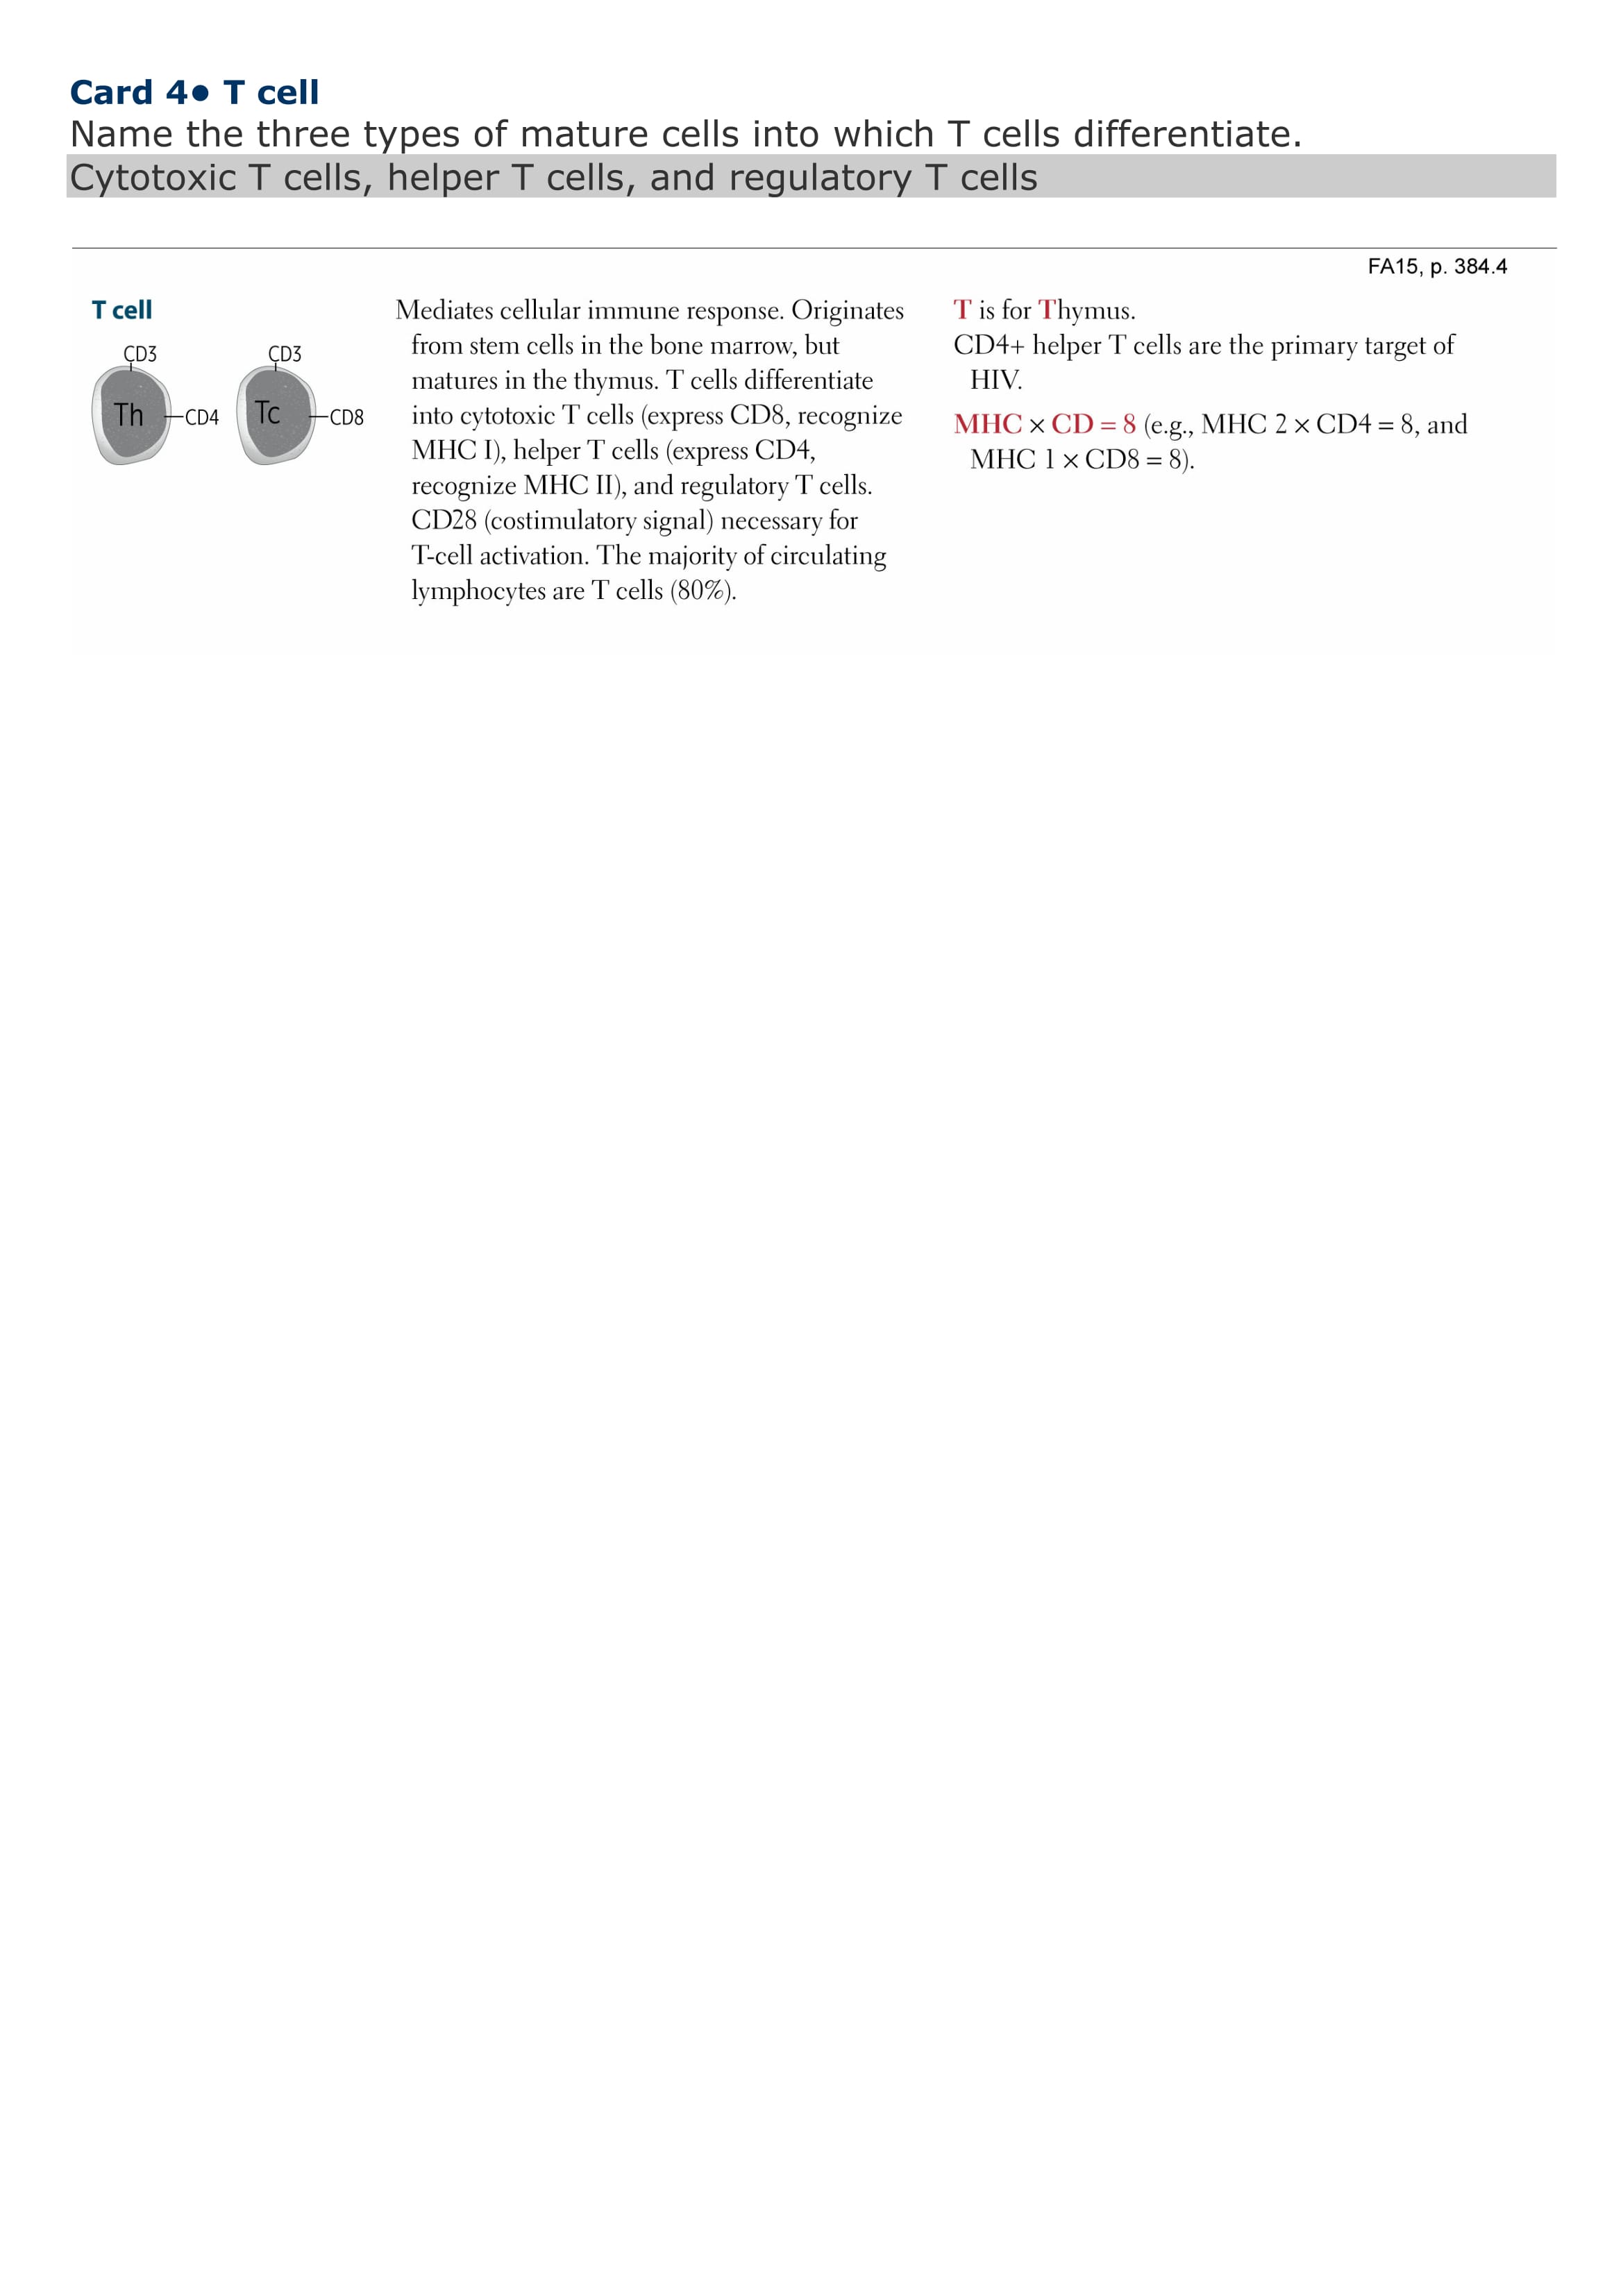 Card 4● T cell
Name the three types of mature cells into which T cells differentiate.
Cytotoxic T cells, helper T cells, and regulatory T cells
FA15, p. 384.4
T cell
CD3
CD3
Th
CD4
Tc
CD8
Mediates cellular immune response. Originates
from stem cells in the bone marrow, but
matures in the thymus. T cells differentiate
into cytotoxic T cells (express CD8, recognize
MHC I), helper T cells (express CD4,
recognize MHC II), and regulatory T cells.
CD28 (costimulatory signal) necessary for
T-cell activation. The majority of circulating
lymphocytes are T cells (80%).
T is for Thymus.
CD4+ helper T cells are the primary target of
HIV.
MHC × CD = 8 (e.g., MHC 2 × CD4 = 8, and
MHC 1 × CD8 = 8).